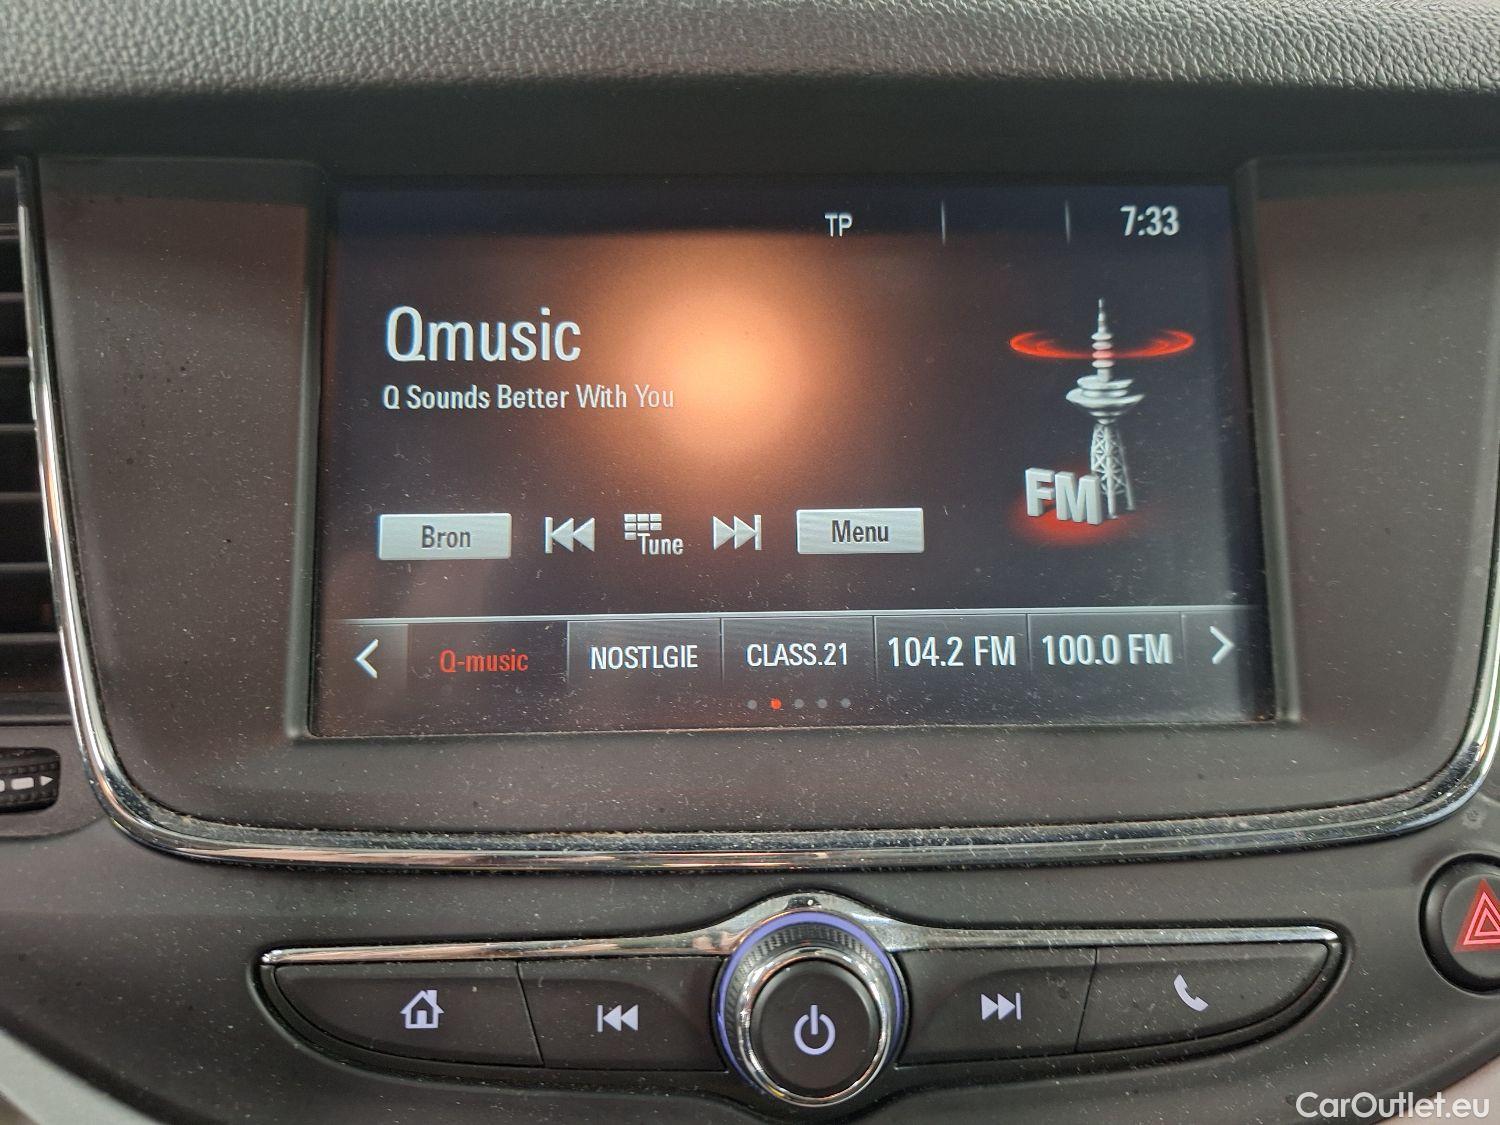 TP
7:33
Qmusic
Q Sounds Better With You
FM
Bron
Tune
Menu
Q-music
NOSTLGIE
CLASS.21
104.2 FM
100.0 FM
CarOutlet.eu